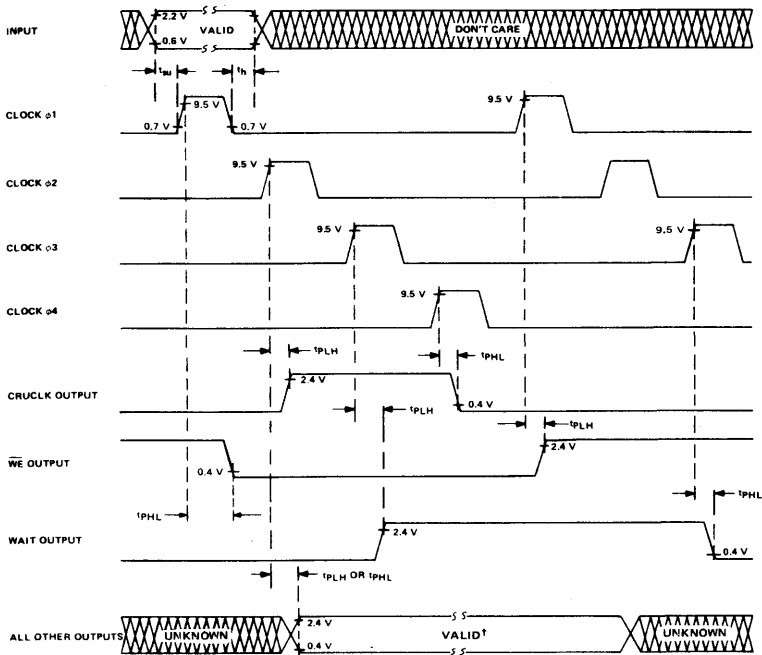 INPUT
2.2 V
0.6 V
VALID
DON'T CARE
tsu
th
CLOCK φ1
0.7 V
9.5 V
0.7 V
9.5 V
CLOCK φ2
9.5 V
CLOCK φ3
9.5 V
9.5 V
CLOCK φ4
9.5 V
tPLH
tPHL
CRUCLK OUTPUT
2.4 V
0.4 V
tPLH
tPLH
WE OUTPUT
0.4 V
2.4 V
tPHL
tPHL
WAIT OUTPUT
2.4 V
0.4 V
tPLH OR tPHL
ALL OTHER OUTPUTS
UNKNOWN
2.4 V
0.4 V
VALID†
UNKNOWN